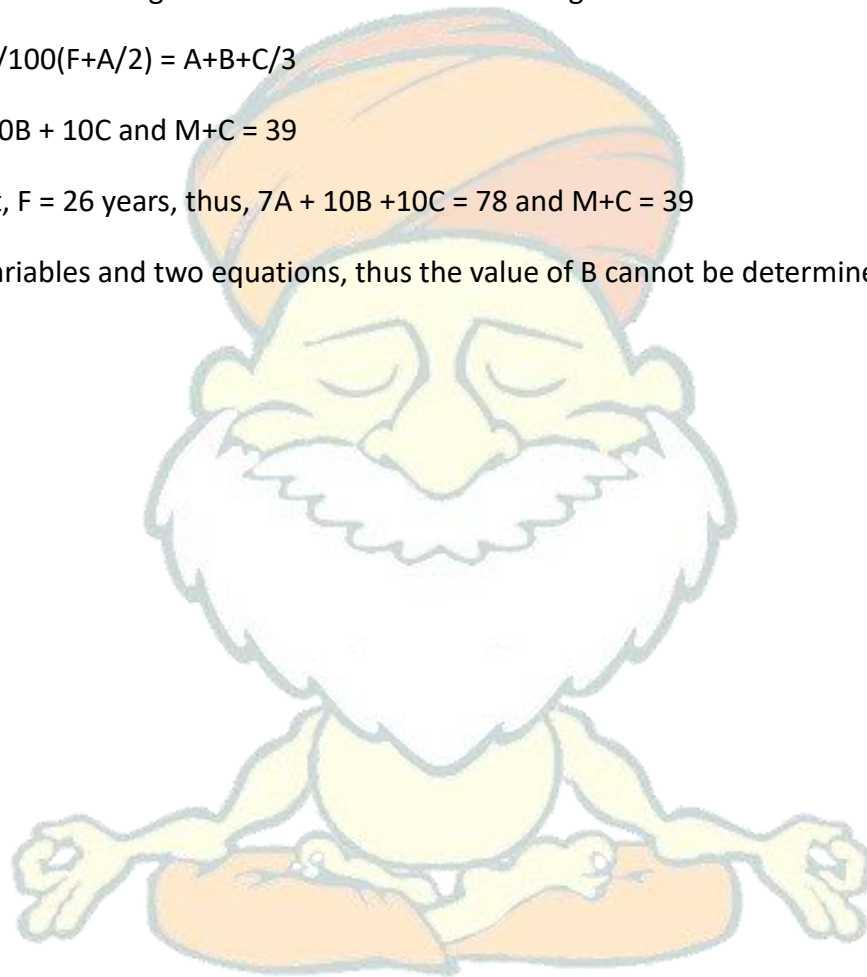 /100(F+A/2) = A+B+C/3
0B + 10C and M+C = 39
, F = 26 years, thus, 7A + 10B +10C = 78 and M+C = 39
ariables and two equations, thus the value of B cannot be determine